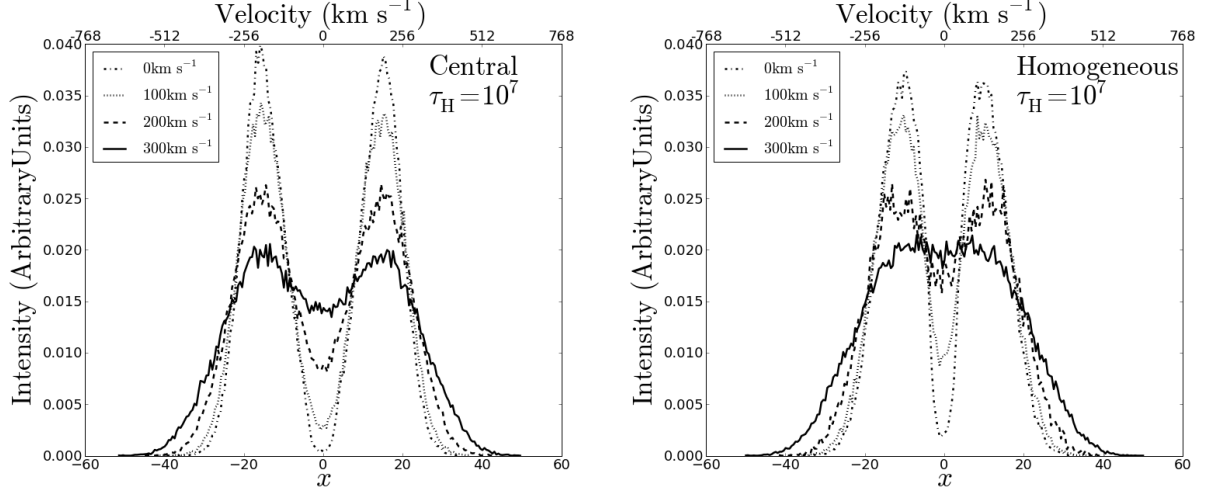 Velocity (km s⁻¹)
-768 -512 -256 0 256 512 768
0.040
0.035
0.030
0.025
0.020
0.015
0.010
0.005
0.000
Intensity (ArbitraryUnits)
0km s⁻¹
100km s⁻¹
200km s⁻¹
300km s⁻¹
Central
τ_H=10⁷
−60 −40 −20 0 20 40 60
x
Velocity (km s⁻¹)
-768 -512 -256 0 256 512 768
0.040
0.035
0.030
0.025
0.020
0.015
0.010
0.005
0.000
Intensity (ArbitraryUnits)
0km s⁻¹
100km s⁻¹
200km s⁻¹
300km s⁻¹
Homogeneous
τ_H=10⁷
−60 −40 −20 0 20 40 60
x